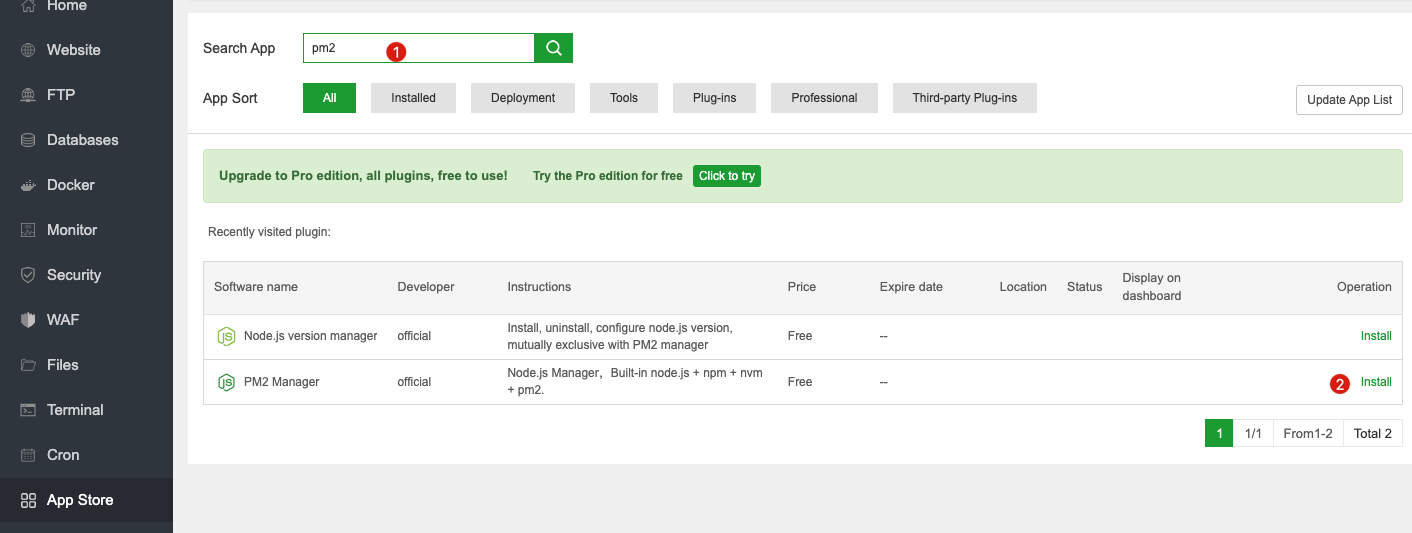 Home
Website
FTP
Databases
Docker
Monitor
Security
WAF
Files
Terminal
Cron
App Store
Search App
pm2
1
App Sort
All
Installed
Deployment
Tools
Plug-ins
Professional
Third-party Plug-ins
Update App List
Upgrade to Pro edition, all plugins, free to use!
Try the Pro edition for free
Click to try
Recently visited plugin:
Software name
Developer
Instructions
Price
Expire date
Location
Status
Display on
dashboard
Operation
JS
Node.js version manager
official
Install, uninstall, configure node.js version,
mutually exclusive with PM2 manager
Free
--
Install
JS
PM2 Manager
official
Node.js Manager，Built-in node.js + npm + nvm
+ pm2.
Free
--
2
Install
1
1/1
From1-2
Total 2